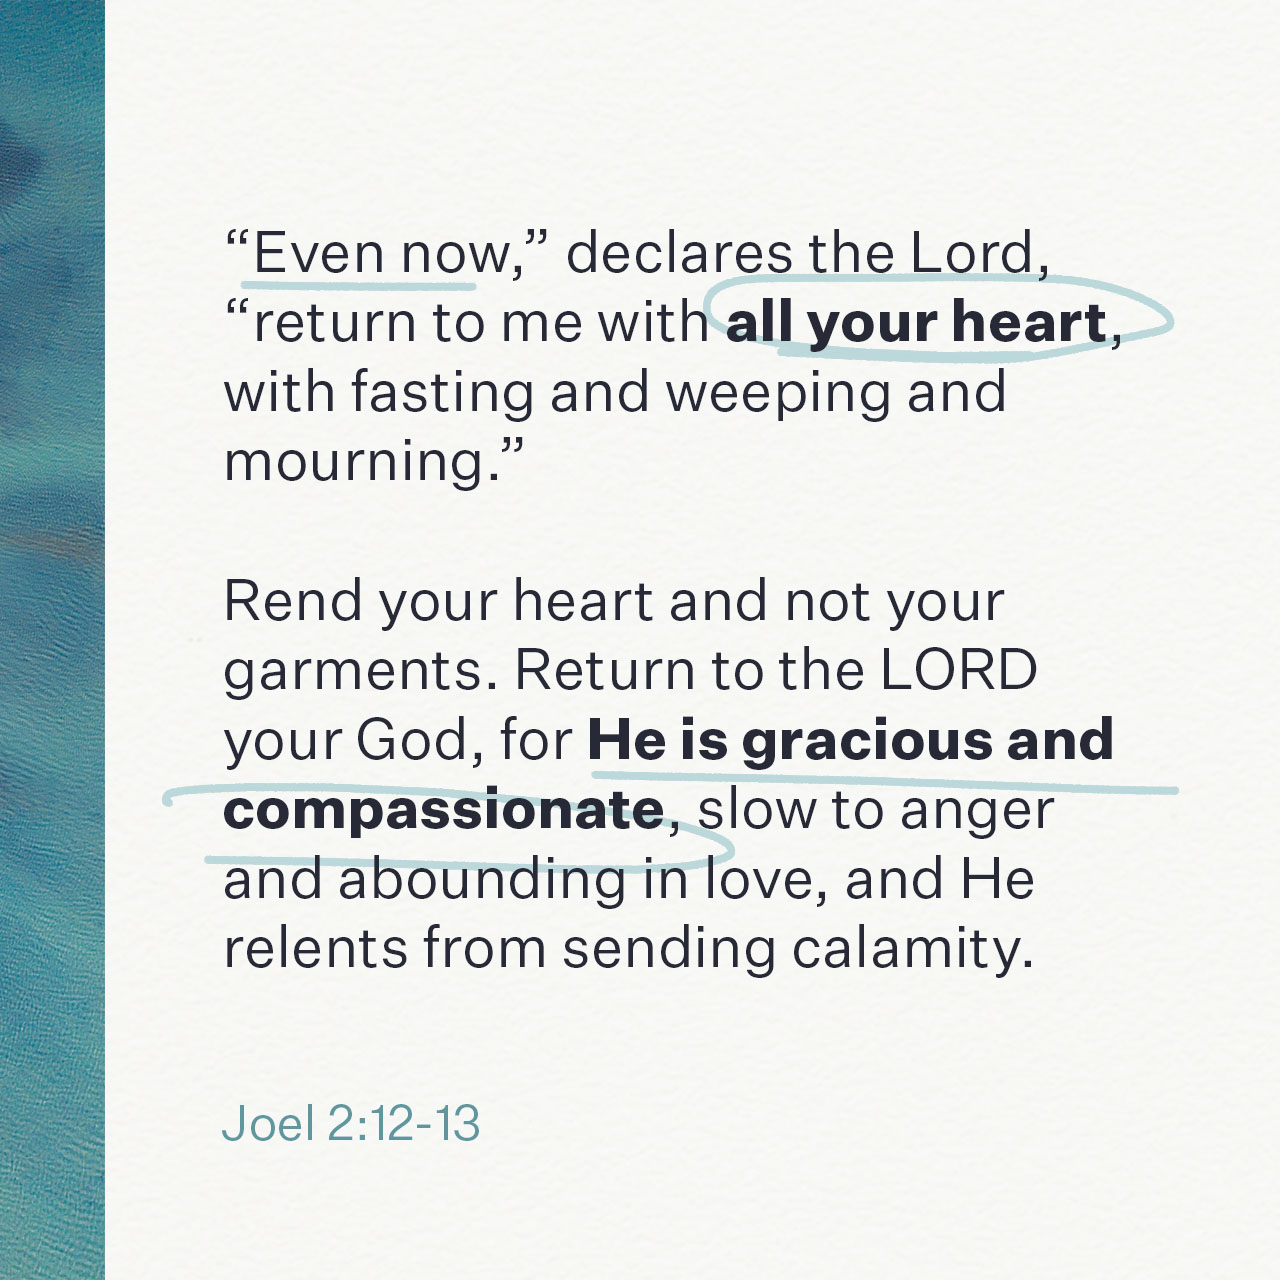 “Even now,” declares the Lord,
“return to me with all your heart,
with fasting and weeping and
mourning.”
Rend your heart and not your
garments. Return to the LORD
your God, for He is gracious and
compassionate, slow to anger
and abounding in love, and He
relents from sending calamity.
Joel 2:12-13